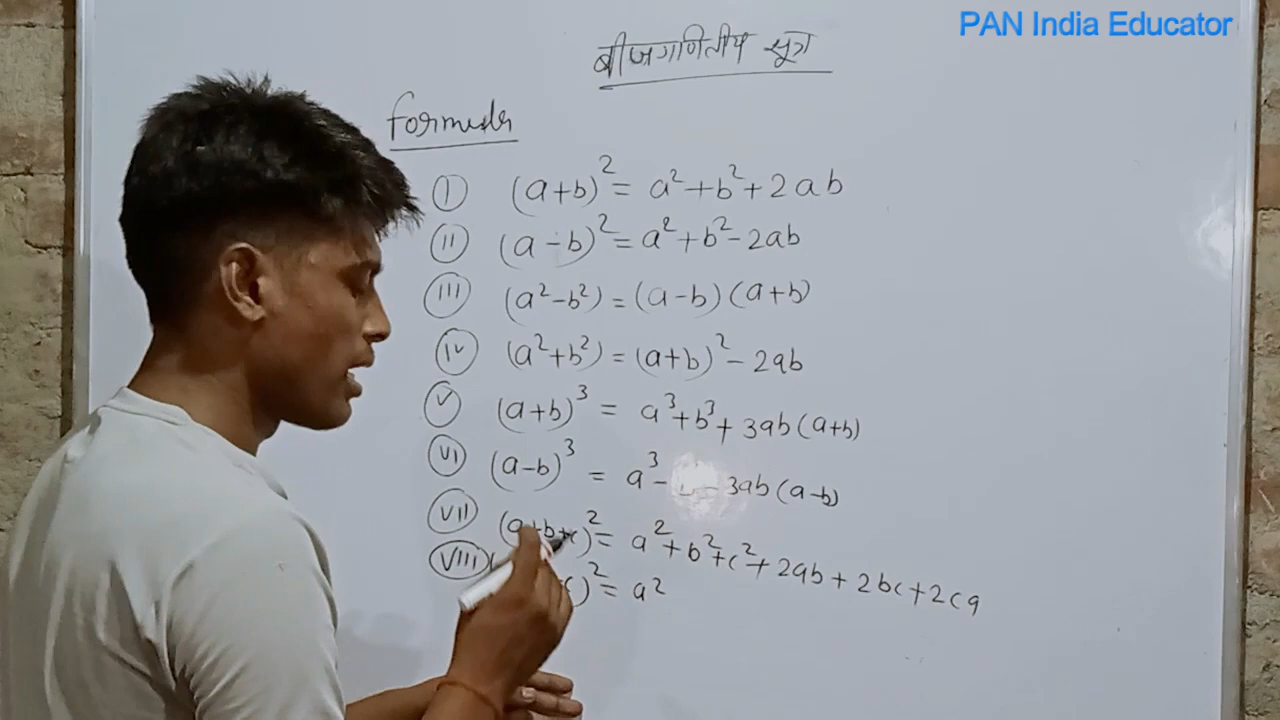 PAN India Educator
बीजगणितीय सूत्र
formula
I (a+b)² = a²+b²+2ab
II (a-b)² = a²+b²-2ab
III (a²-b²) = (a-b)(a+b)
IV (a²+b²) = (a+b)²-2ab
V (a+b)³ = a³+b³+3ab(a+b)
VI (a-b)³ = a³- -3ab(a-b)
VII (a+b+c)² = a²+b²+c²+2ab+2bc+2ca
VIII )² = a²